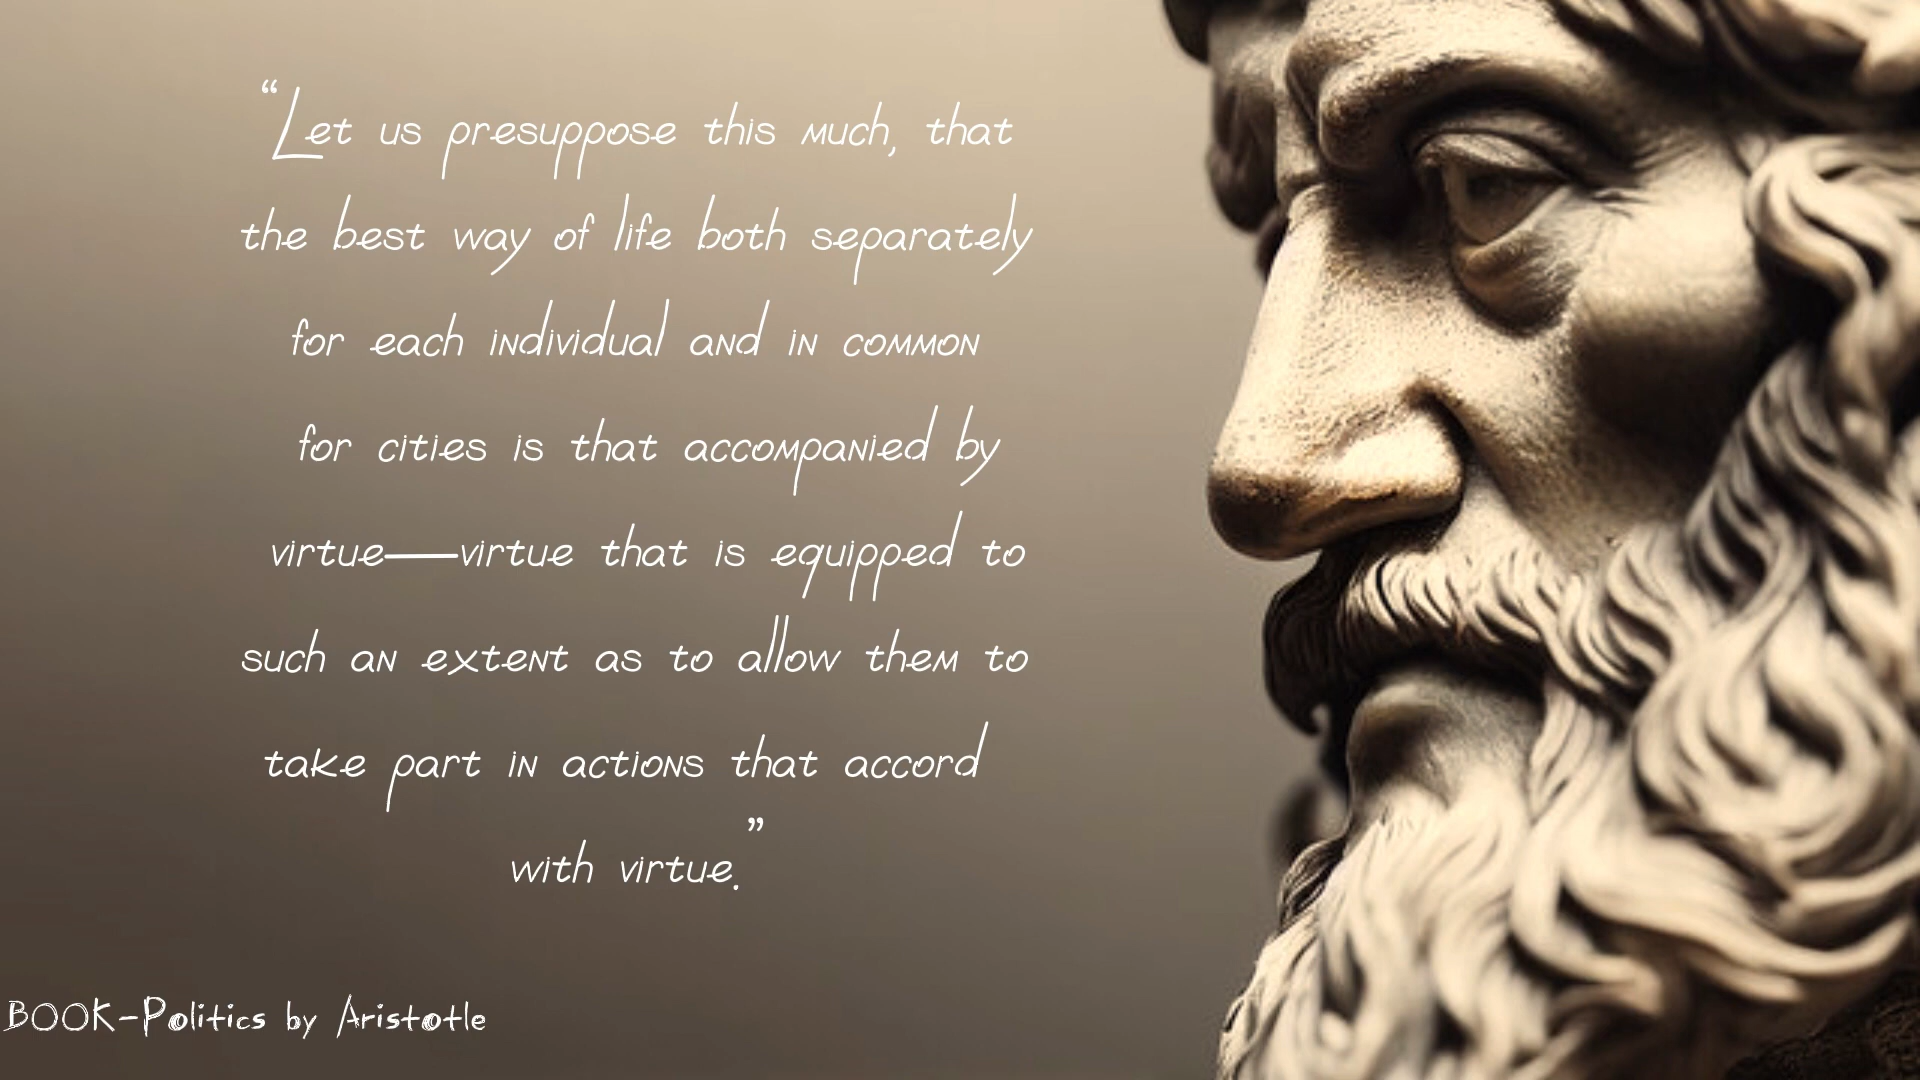 “Let us presuppose this much, that
the best way of life both separately
for each individual and in common
for cities is that accompanied by
virtue—virtue that is equipped to
such an extent as to allow them to
take part in actions that accord
with virtue.”
BOOK-Politics by Aristotle